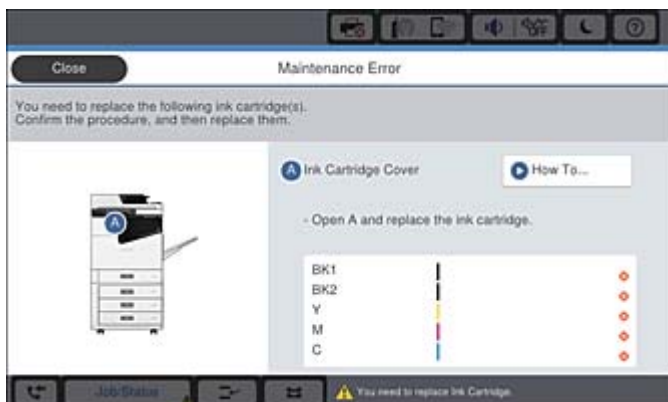 OFF
?
Close
Maintenance Error
You need to replace the following ink cartridge(s).
Confirm the procedure, and then replace them.
A Ink Cartridge Cover
How To...
A
- Open A and replace the ink cartridge.
BK1
BK2
Y
M
C
Job/Status
You need to replace Ink Cartridge.